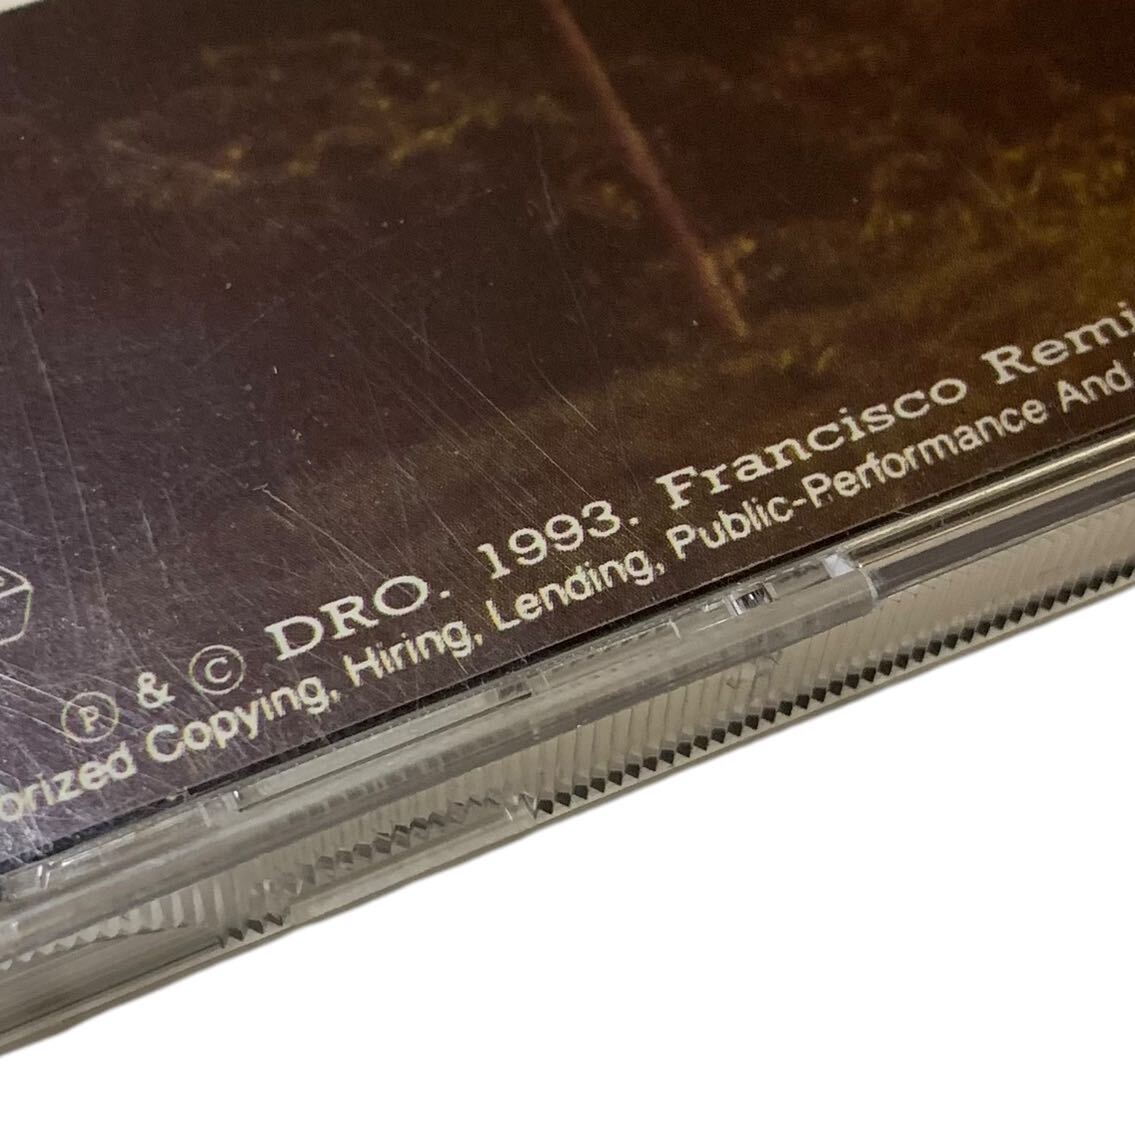 Ⓟ & © DRO. 1993. Francisco Remi
orized Copying, Hiring, Lending, Public-Performance And